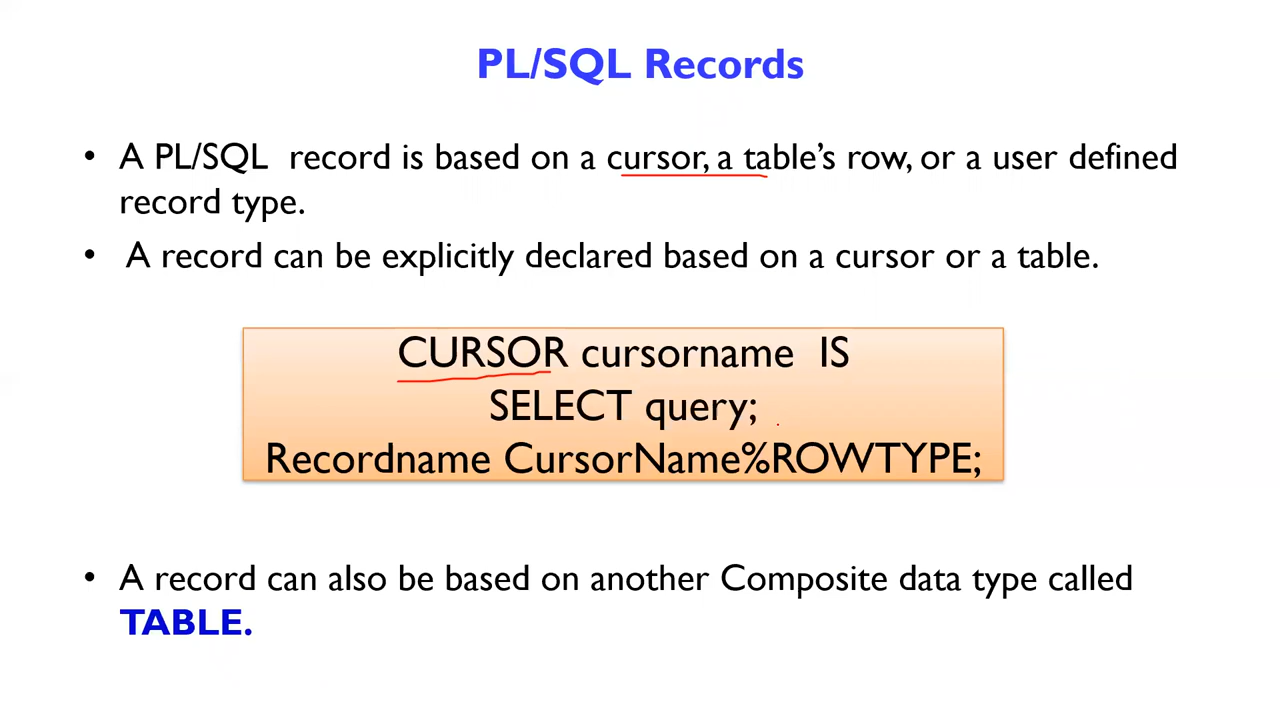 PL/SQL Records
• A PL/SQL record is based on a cursor, a table’s row, or a user defined
record type.
• A record can be explicitly declared based on a cursor or a table.
CURSOR cursorname IS
SELECT query;
Recordname CursorName%ROWTYPE;
• A record can also be based on another Composite data type called
TABLE.